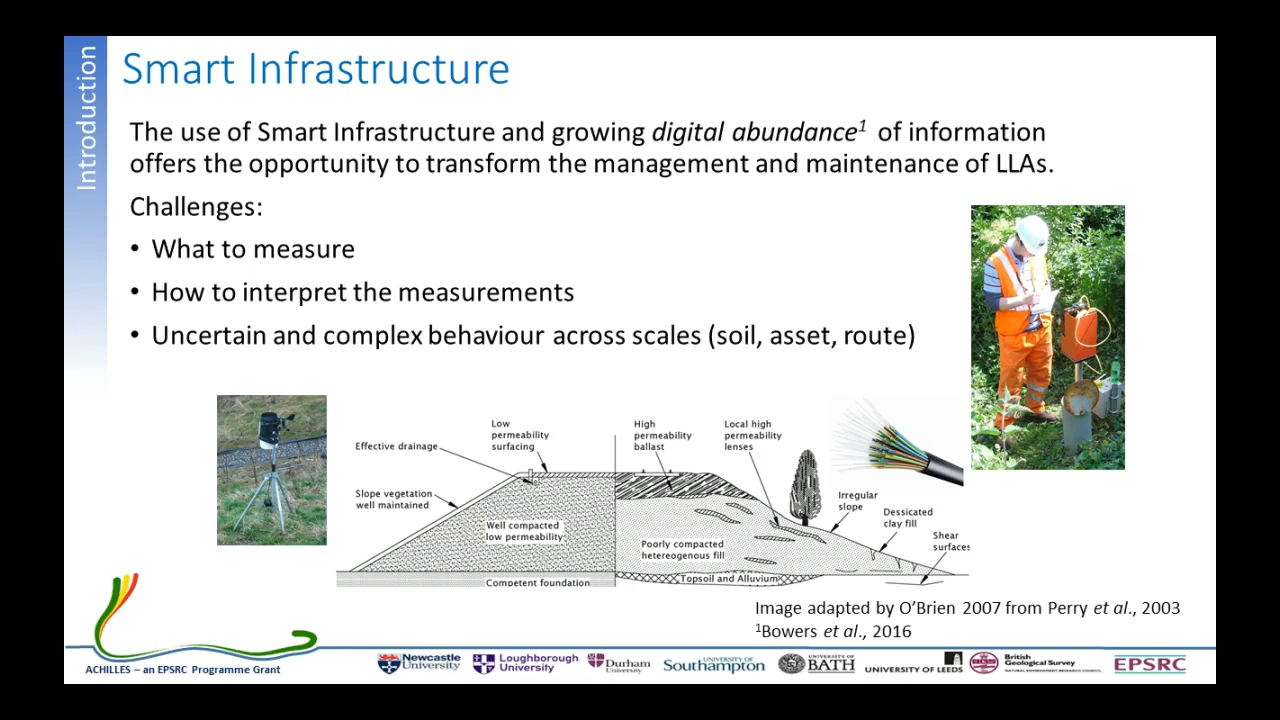 Introduction
Smart Infrastructure
The use of Smart Infrastructure and growing digital abundance¹ of information
offers the opportunity to transform the management and maintenance of LLAs.
Challenges:
• What to measure
• How to interpret the measurements
• Uncertain and complex behaviour across scales (soil, asset, route)
Effective drainage
Low
permeability
surfacing
High
permeability
ballast
Local high
permeability
lenses
Slope vegetation
well maintained
Irregular
slope
Dessicated
clay fill
Shear
surfaces
Well compacted
low permeability
Poorly compacted
hetereogenous fill
Competent foundation
Topsoil and Alluvium
Image adapted by O’Brien 2007 from Perry et al., 2003
¹Bowers et al., 2016
ACHILLES – an EPSRC Programme Grant
Newcastle
University
Loughborough
University
Durham
University
UNIVERSITY OF
Southampton
UNIVERSITY OF
BATH
UNIVERSITY OF LEEDS
British
Geological Survey
NATURAL ENVIRONMENT RESEARCH COUNCIL
EPSRC